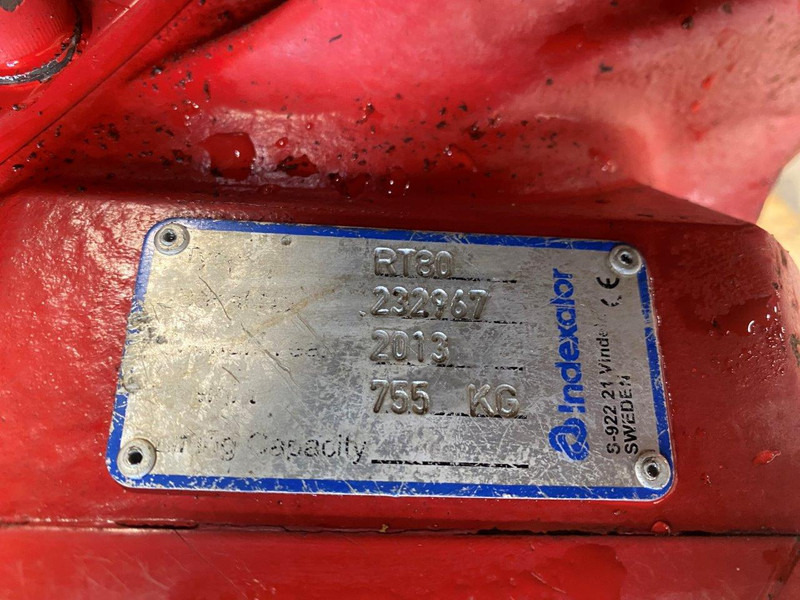 RT80
232967
2013
755 KG
Capacity
indexator
S-922 21 Vindel
SWEDEN
CE